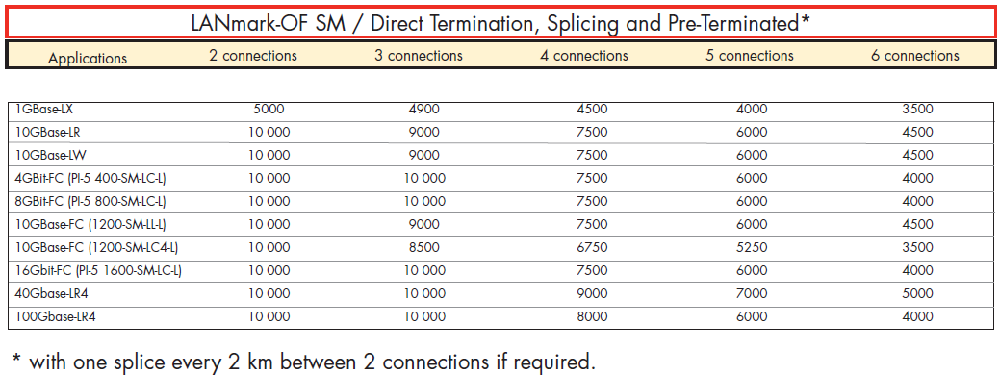 LANmark-OF SM / Direct Termination, Splicing and Pre-Terminated*
Applications 2 connections 3 connections 4 connections 5 connections 6 connections
1GBase-LX 5000 4900 4500 4000 3500
10GBase-LR 10 000 9000 7500 6000 4500
10GBase-LW 10 000 9000 7500 6000 4500
4GBit-FC (PI-5 400-SM-LC-L) 10 000 10 000 7500 6000 4000
8GBit-FC (PI-5 800-SM-LC-L) 10 000 10 000 7500 6000 4000
10GBase-FC (1200-SM-LL-L) 10 000 9000 7500 6000 4500
10GBase-FC (1200-SM-LC4-L) 10 000 8500 6750 5250 3500
16Gbit-FC (PI-5 1600-SM-LC-L) 10 000 10 000 7500 6000 4000
40Gbase-LR4 10 000 10 000 9000 7000 5000
100Gbase-LR4 10 000 10 000 8000 6000 4000
* with one splice every 2 km between 2 connections if required.